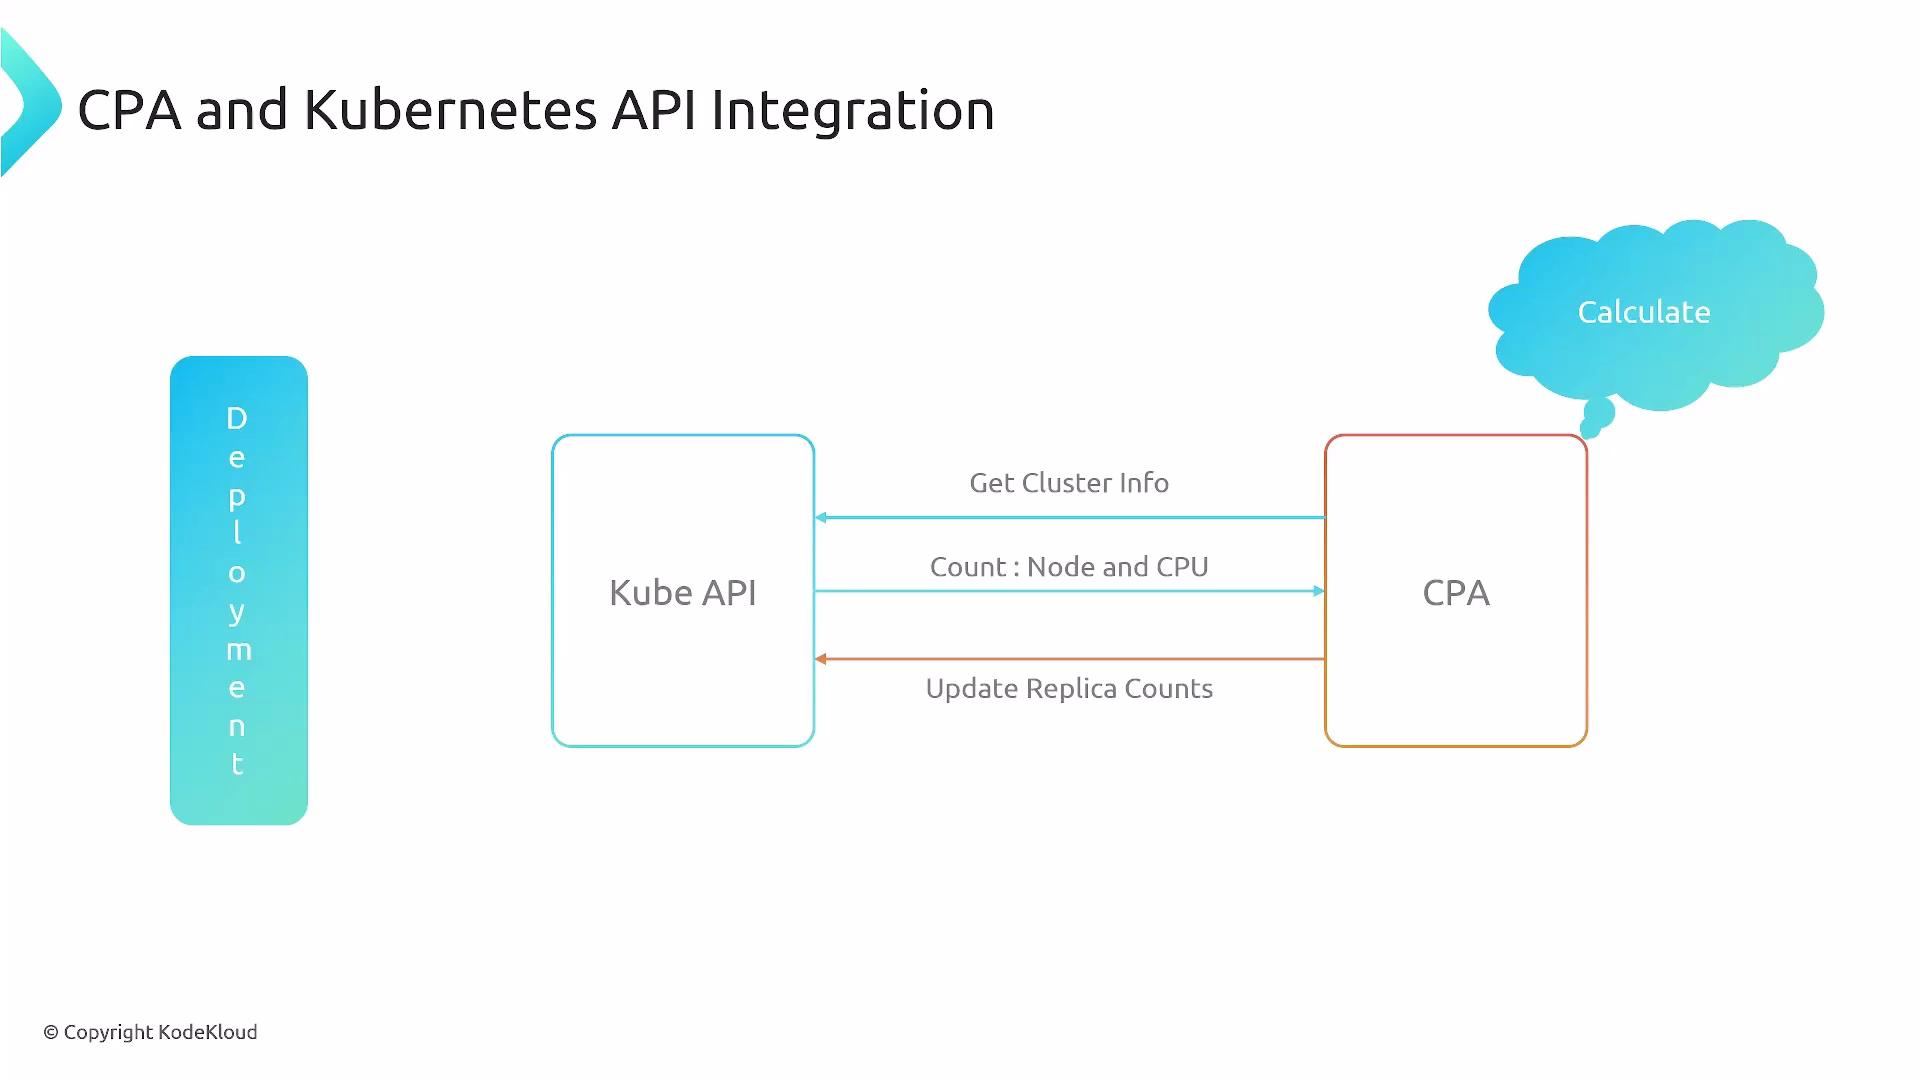 CPA and Kubernetes API Integration
Calculate
D
e
p
l
o
y
m
e
n
t
Kube API
Get Cluster Info
Count : Node and CPU
Update Replica Counts
CPA
© Copyright KodeKloud